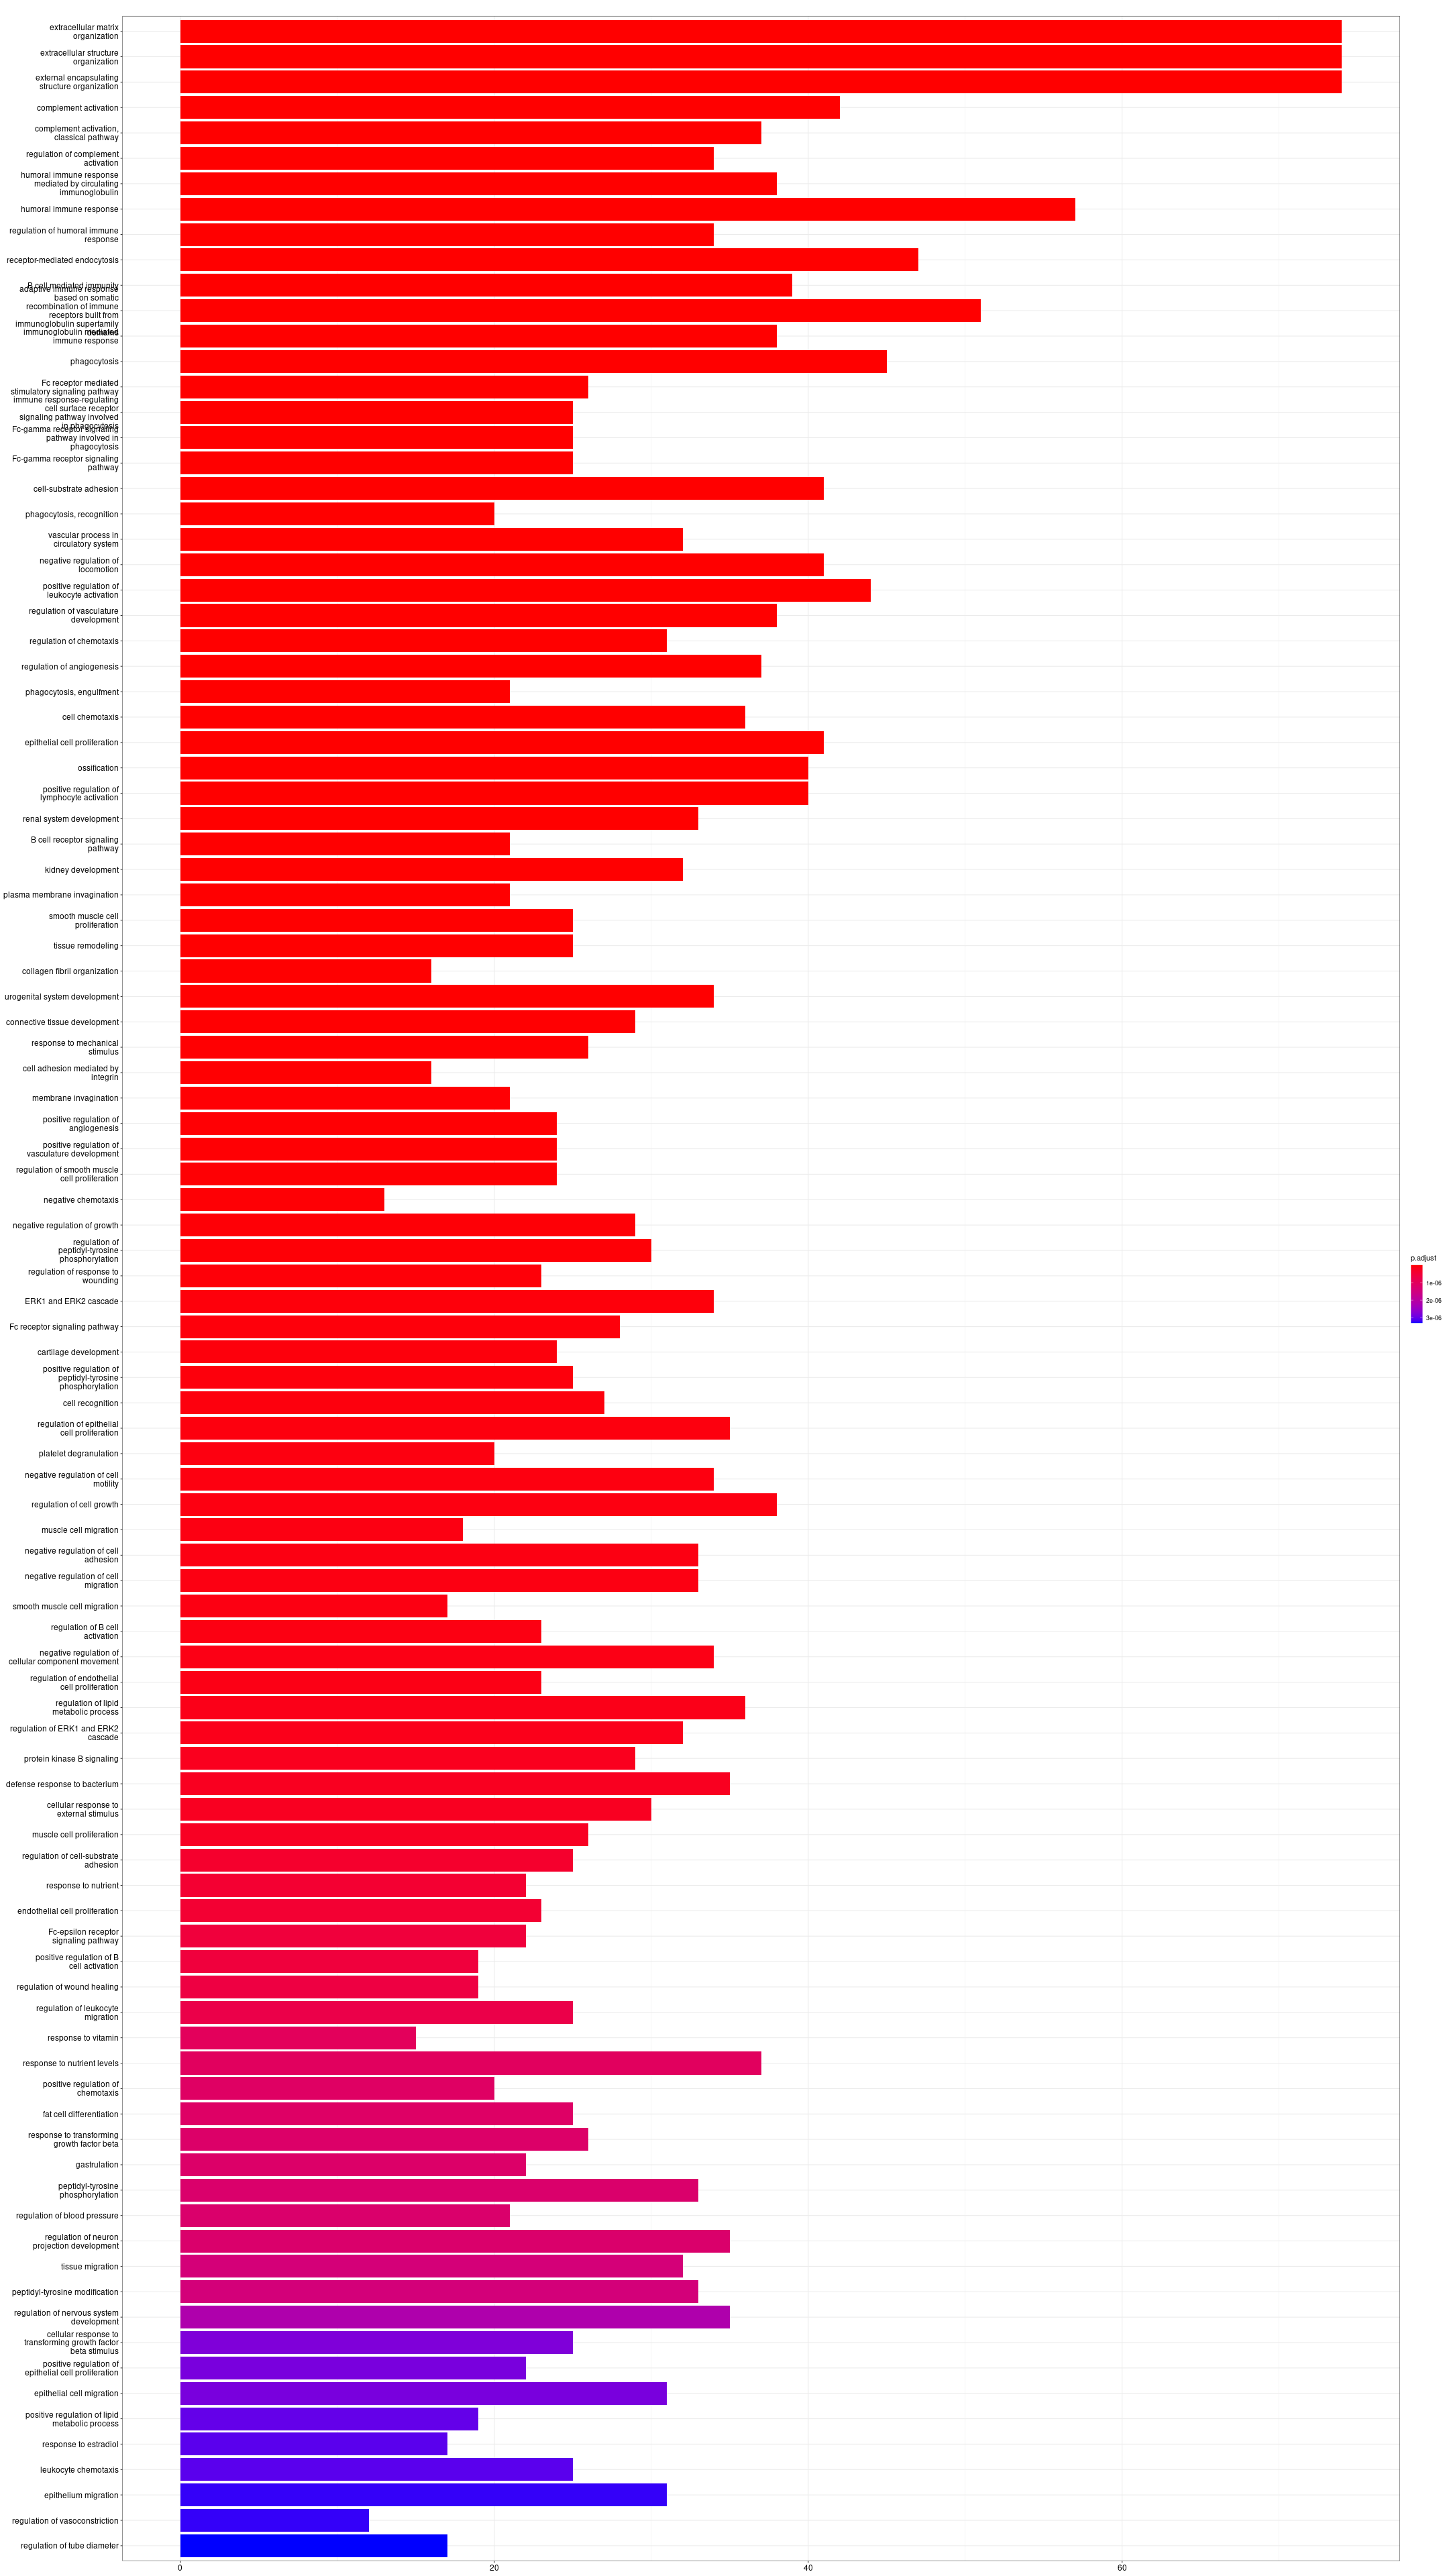 extracellular matrix
organization
extracellular structure
organization
external encapsulating
structure organization
complement activation
complement activation,
classical pathway
regulation of complement
activation
humoral immune response
mediated by circulating
immunoglobulin
humoral immune response
regulation of humoral immune
response
receptor-mediated endocytosis
B cell mediated immunity
adaptive immune response
based on somatic
recombination of immune
receptors built from
immunoglobulin superfamily
domains
immunoglobulin mediated
immune response
phagocytosis
Fc receptor mediated
stimulatory signaling pathway
immune response-regulating
cell surface receptor
signaling pathway involved
in phagocytosis
Fc-gamma receptor signaling
pathway involved in
phagocytosis
Fc-gamma receptor signaling
pathway
cell-substrate adhesion
phagocytosis, recognition
vascular process in
circulatory system
negative regulation of
locomotion
positive regulation of
leukocyte activation
regulation of vasculature
development
regulation of chemotaxis
regulation of angiogenesis
phagocytosis, engulfment
cell chemotaxis
epithelial cell proliferation
ossification
positive regulation of
lymphocyte activation
renal system development
B cell receptor signaling
pathway
kidney development
plasma membrane invagination
smooth muscle cell
proliferation
tissue remodeling
collagen fibril organization
urogenital system development
connective tissue development
response to mechanical
stimulus
cell adhesion mediated by
integrin
membrane invagination
positive regulation of
angiogenesis
positive regulation of
vasculature development
regulation of smooth muscle
cell proliferation
negative chemotaxis
negative regulation of growth
regulation of
peptidyl-tyrosine
phosphorylation
regulation of response to
wounding
ERK1 and ERK2 cascade
Fc receptor signaling pathway
cartilage development
positive regulation of
peptidyl-tyrosine
phosphorylation
cell recognition
regulation of epithelial
cell proliferation
platelet degranulation
negative regulation of cell
motility
regulation of cell growth
muscle cell migration
negative regulation of cell
adhesion
negative regulation of cell
migration
smooth muscle cell migration
regulation of B cell
activation
negative regulation of
cellular component movement
regulation of endothelial
cell proliferation
regulation of lipid
metabolic process
regulation of ERK1 and ERK2
cascade
protein kinase B signaling
defense response to bacterium
cellular response to
external stimulus
muscle cell proliferation
regulation of cell-substrate
adhesion
response to nutrient
endothelial cell proliferation
Fc-epsilon receptor
signaling pathway
positive regulation of B
cell activation
regulation of wound healing
regulation of leukocyte
migration
response to vitamin
response to nutrient levels
positive regulation of
chemotaxis
fat cell differentiation
response to transforming
growth factor beta
gastrulation
peptidyl-tyrosine
phosphorylation
regulation of blood pressure
regulation of neuron
projection development
tissue migration
peptidyl-tyrosine modification
regulation of nervous system
development
cellular response to
transforming growth factor
beta stimulus
positive regulation of
epithelial cell proliferation
epithelial cell migration
positive regulation of lipid
metabolic process
response to estradiol
leukocyte chemotaxis
epithelium migration
regulation of vasoconstriction
regulation of tube diameter
0 20 40 60
p.adjust
1e-06
2e-06
3e-06